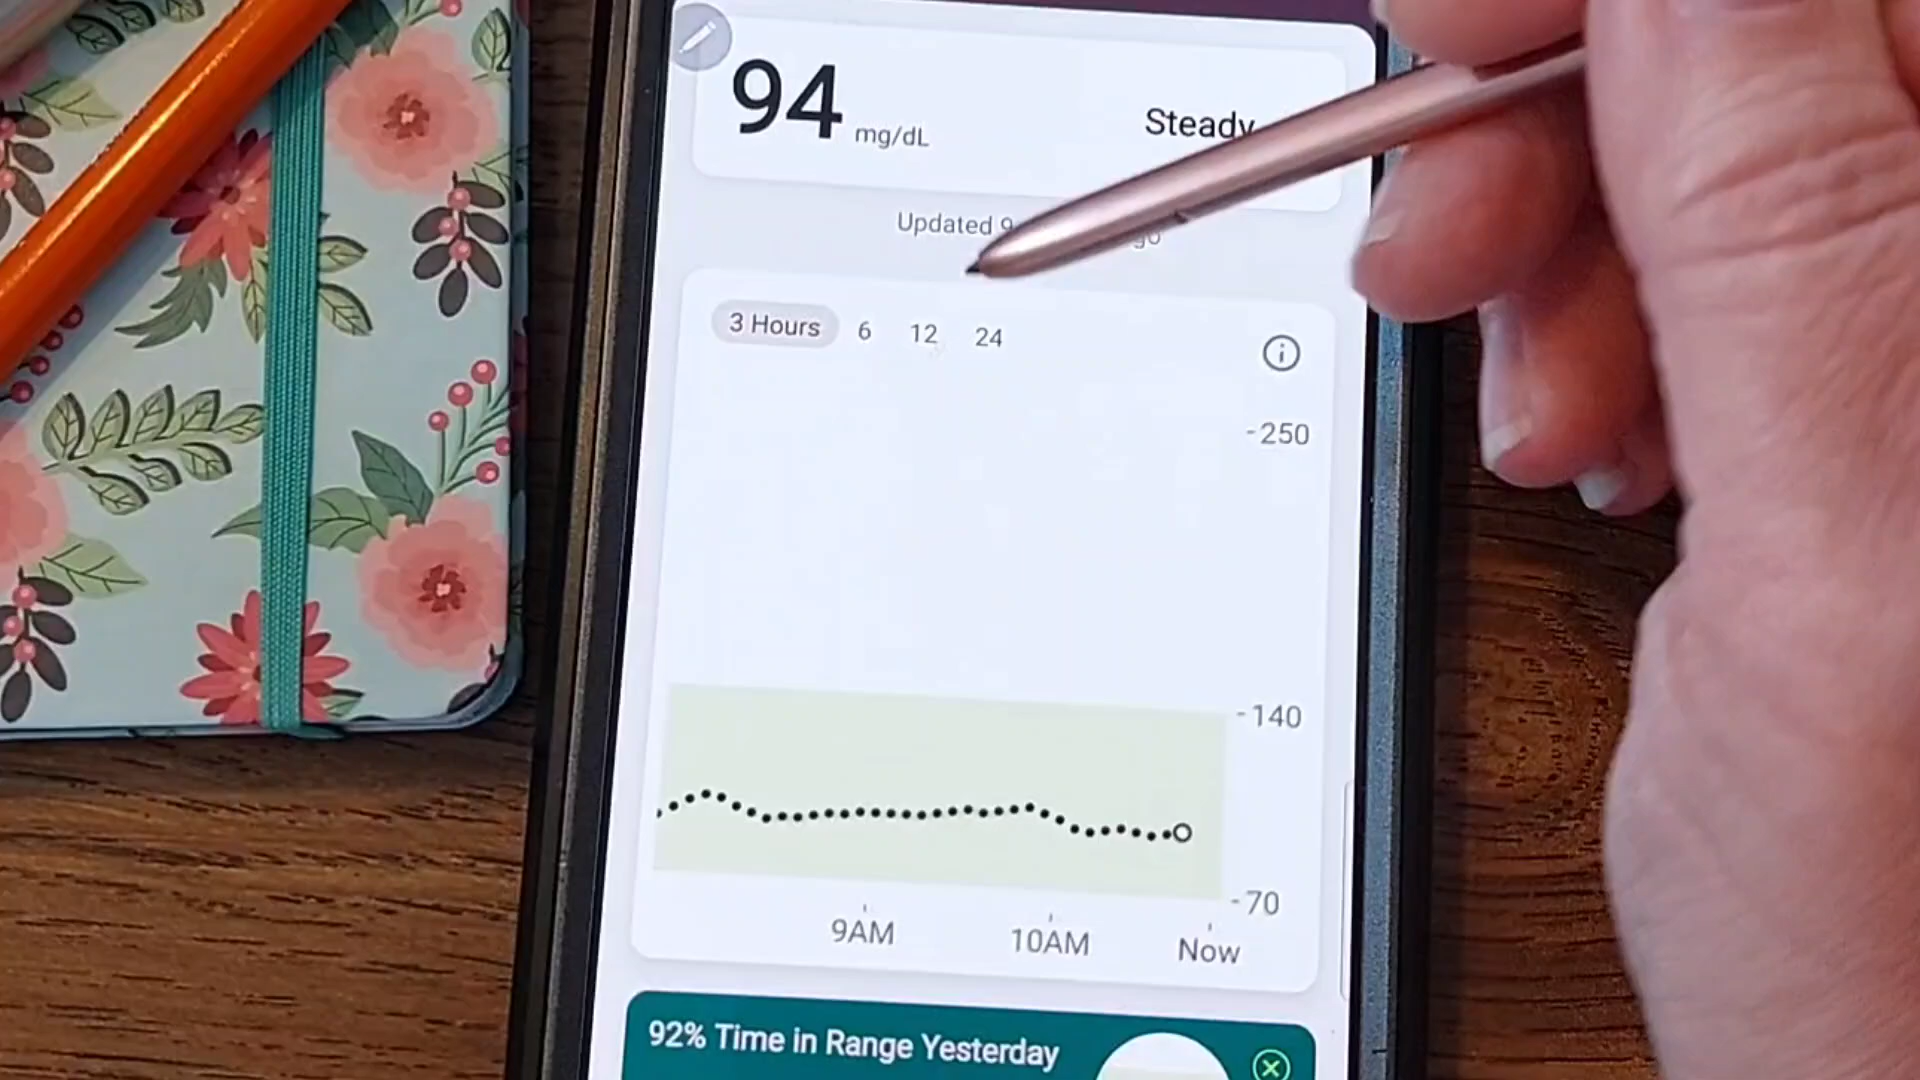 94 mg/dL Steady
Updated
3 Hours 6 12 24
-250
-140
-70
9AM 10AM Now
92% Time in Range Yesterday